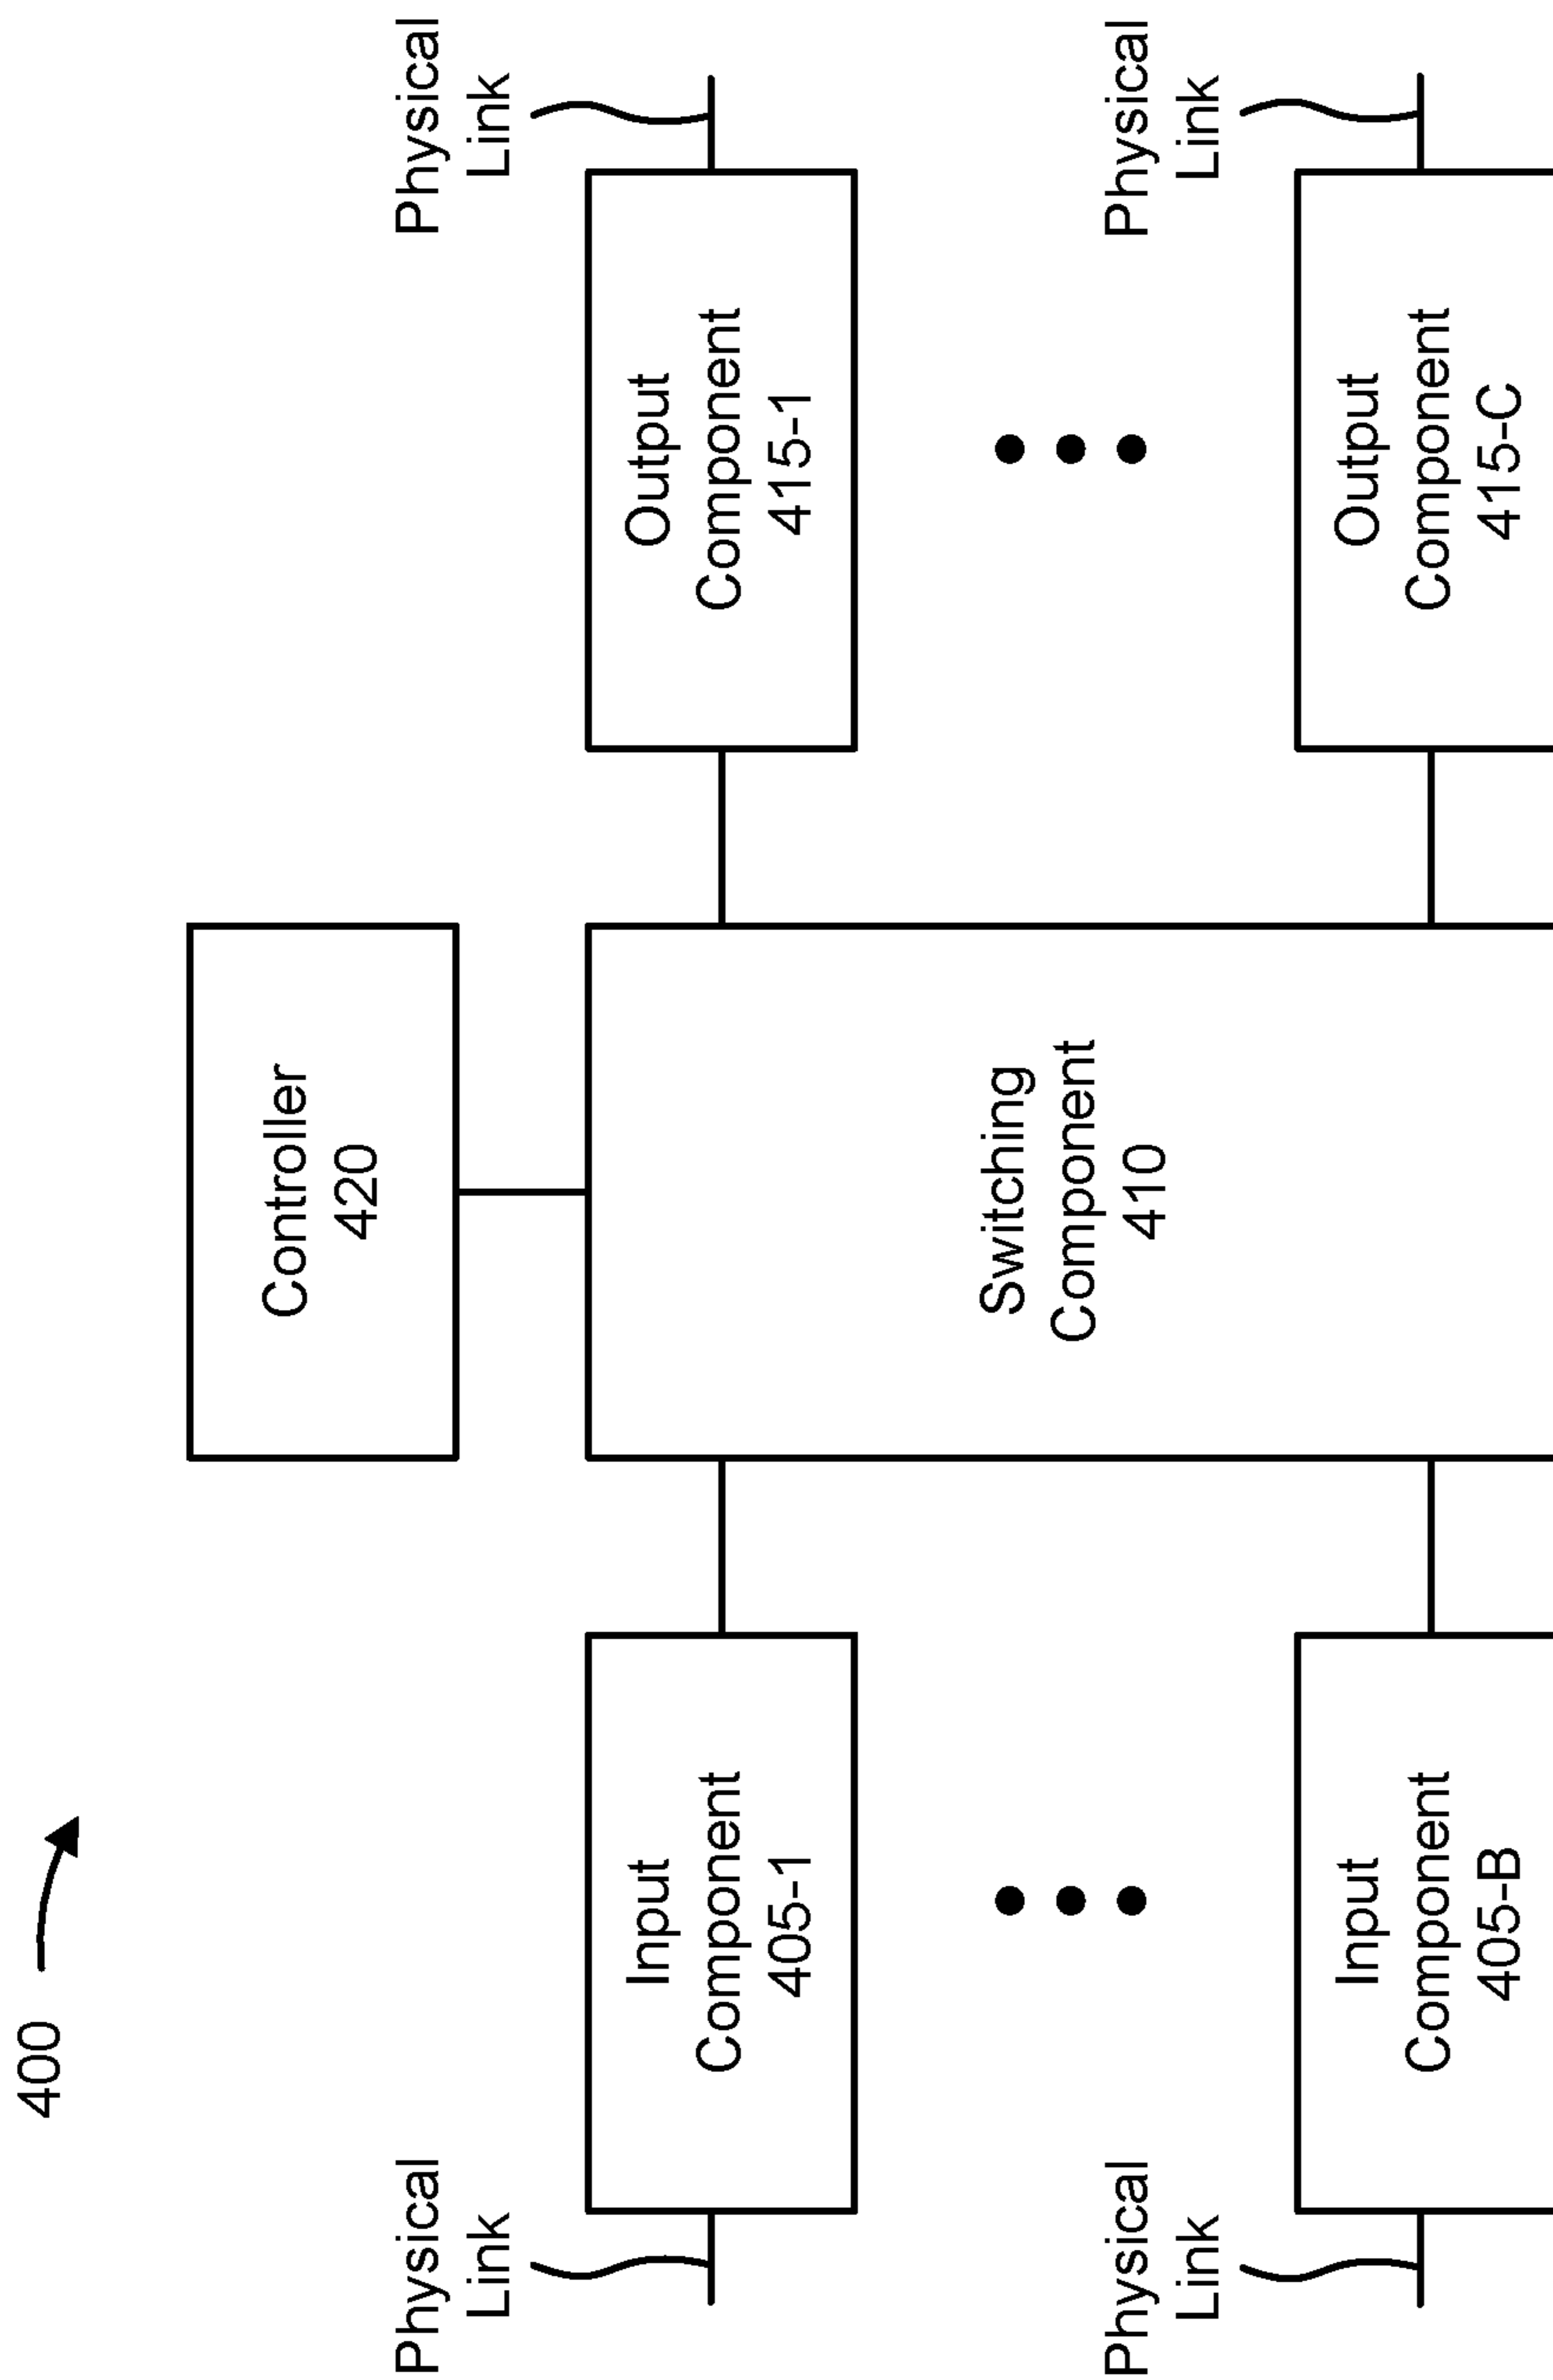 400
Controller
420
Physical
Link
Physical
Link
Input
Component
405-1
Switching
Component
410
Output
Component
415-1
Physical
Link
Physical
Link
Input
Component
405-B
Output
Component
415-C